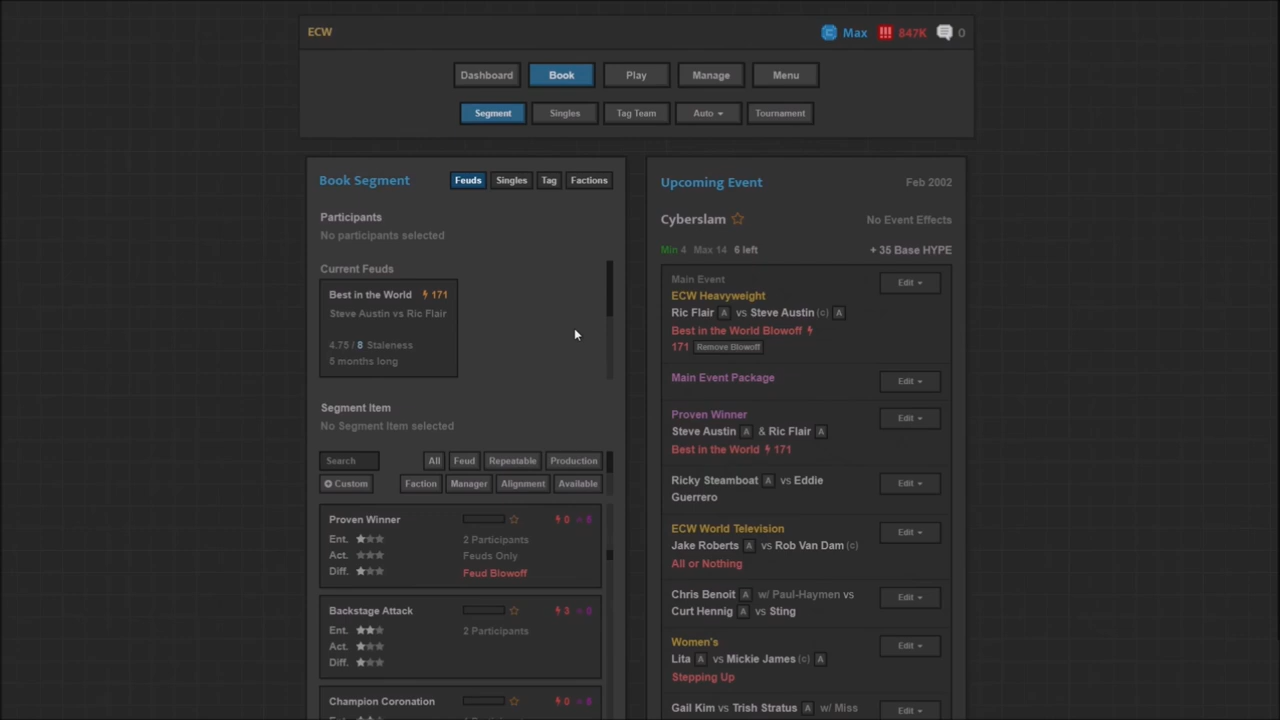 ECW
Max 847K 0
Dashboard Book Play Manage Menu
Segment Singles Tag Team Auto Tournament
Book Segment Feuds Singles Tag Factions
Participants
No participants selected
Current Feuds
Best in the World 171
Steve Austin vs Ric Flair
4.75 / 8 Staleness
5 months long
Segment Item
No Segment Item selected
Search All Feud Repeatable Production
Custom Faction Manager Alignment Available
Proven Winner 0
Ent. 2 Participants
Act. Feuds Only
Diff. Feud Blowoff
Backstage Attack 3
Ent. 2 Participants
Act.
Diff.
Champion Coronation 0
Upcoming Event Feb 2002
Cyberslam No Event Effects
Min 4 Max 14 6 left + 35 Base HYPE
Main Event Edit
ECW Heavyweight
Ric Flair A vs Steve Austin (c) A
Best in the World Blowoff
171 Remove Blowoff
Main Event Package Edit
Proven Winner Edit
Steve Austin A & Ric Flair A
Best in the World 171
Ricky Steamboat A vs Eddie Edit
Guerrero
ECW World Television Edit
Jake Roberts A vs Rob Van Dam (c)
All or Nothing
Chris Benoit A w/ Paul-Haymen vs Edit
Curt Hennig A vs Sting
Women's Edit
Lita A vs Mickie James (c) A
Stepping Up
Gail Kim vs Trish Stratus A w/ Miss Edit